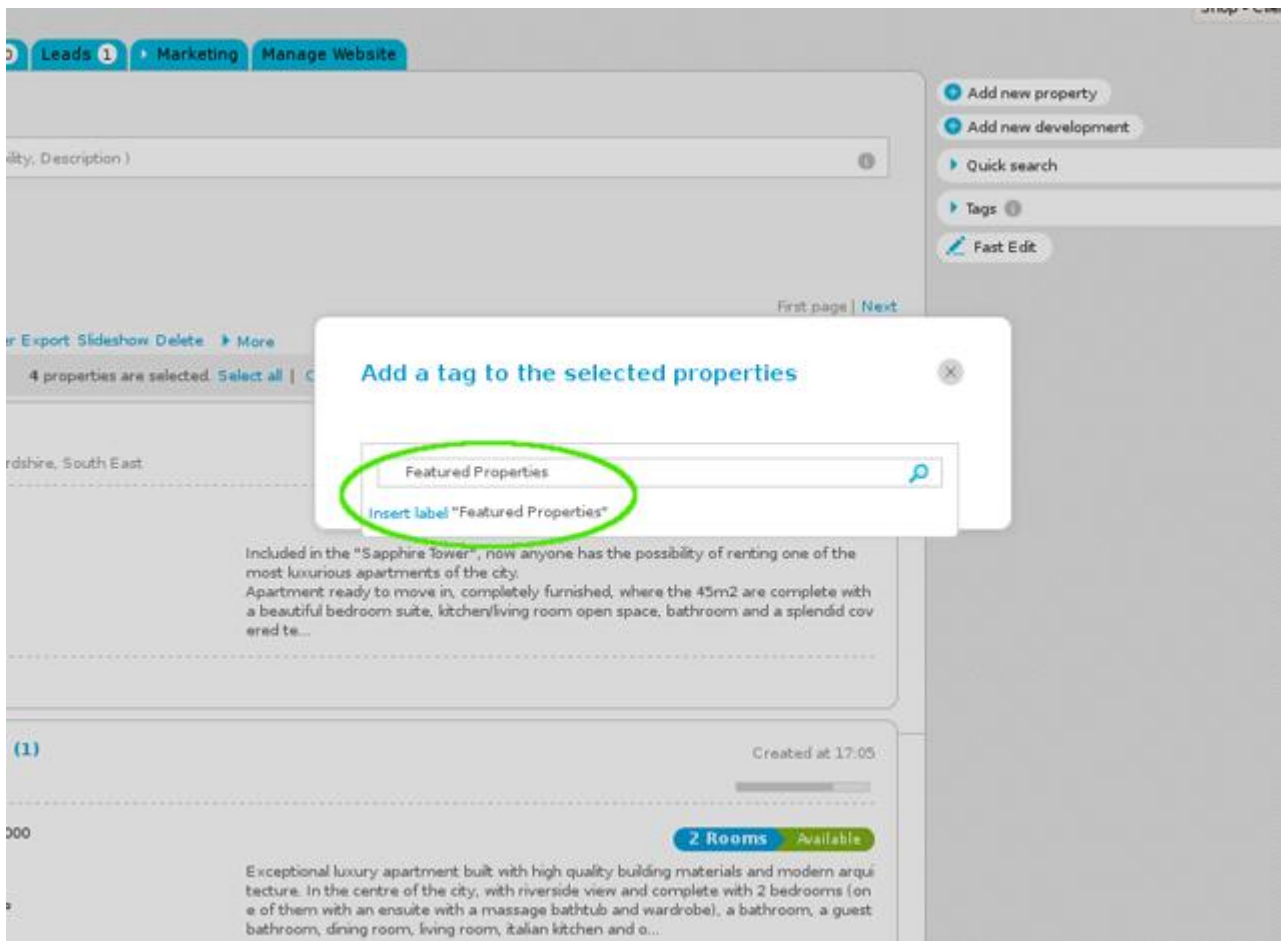 Leads 1 Marketing Manage Website
Add new property
Add new development
Description )
Quick search
Tags
Fast Edit
First page | Next
Export Slideshow Delete More
4 properties are selected. Select all |
Add a tag to the selected properties
South East
Featured Properties
Insert label "Featured Properties"
Included in the "Sapphire Tower", now anyone has the possibility of renting one of the
most luxurious apartments of the city.
Apartment ready to move in, completely furnished, where the 45m2 are complete with
a beautiful bedroom suite, kitchen/living room open space, bathroom and a splendid cov
ered te...
(1)
Created at 17:05
000
2 Rooms Available
Exceptional luxury apartment built with high quality building materials and modern arqui
tecture. In the centre of the city, with riverside view and complete with 2 bedrooms (on
e of them with an ensuite with a massage bathtub and wardrobe), a bathroom, a guest
bathroom, dining room, living room, italian kitchen and o...